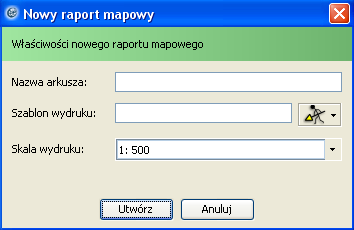 Nowy raport mapowy
Właściwości nowego raportu mapowego
Nazwa arkusza:
Szablon wydruku:
Skala wydruku:
1: 500
Utwórz
Anuluj